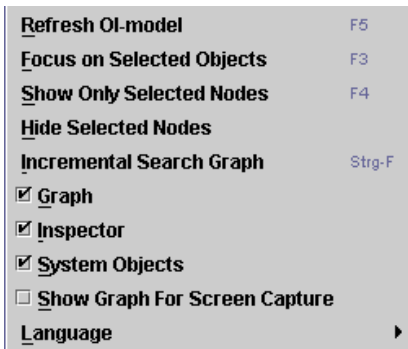 Refresh OI-model F5
Focus on Selected Objects F3
Show Only Selected Nodes F4
Hide Selected Nodes
Incremental Search Graph Strg-F
Graph
Inspector
System Objects
Show Graph For Screen Capture
Language